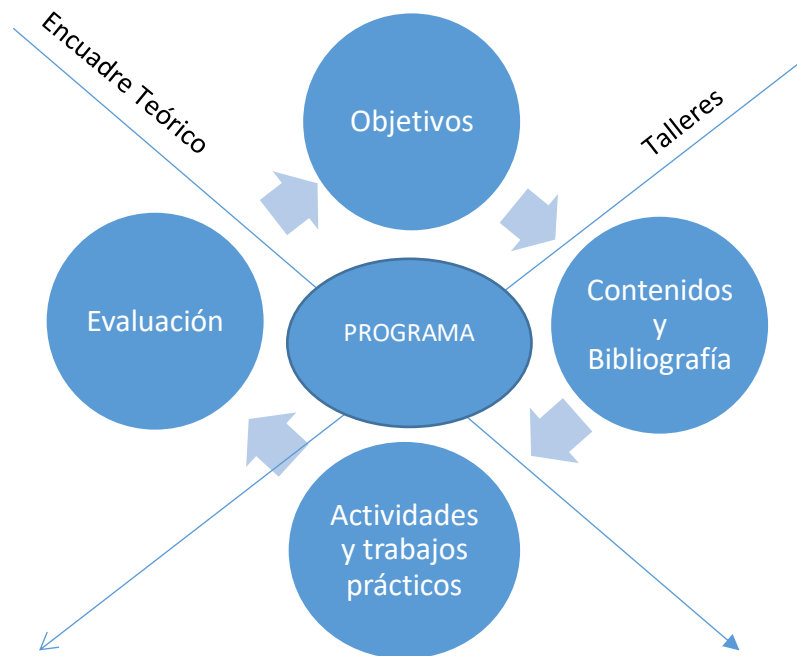 Encuadre Teórico
Talleres
Objetivos
Evaluación
PROGRAMA
Contenidos
y
Bibliografía
Actividades
y trabajos
prácticos